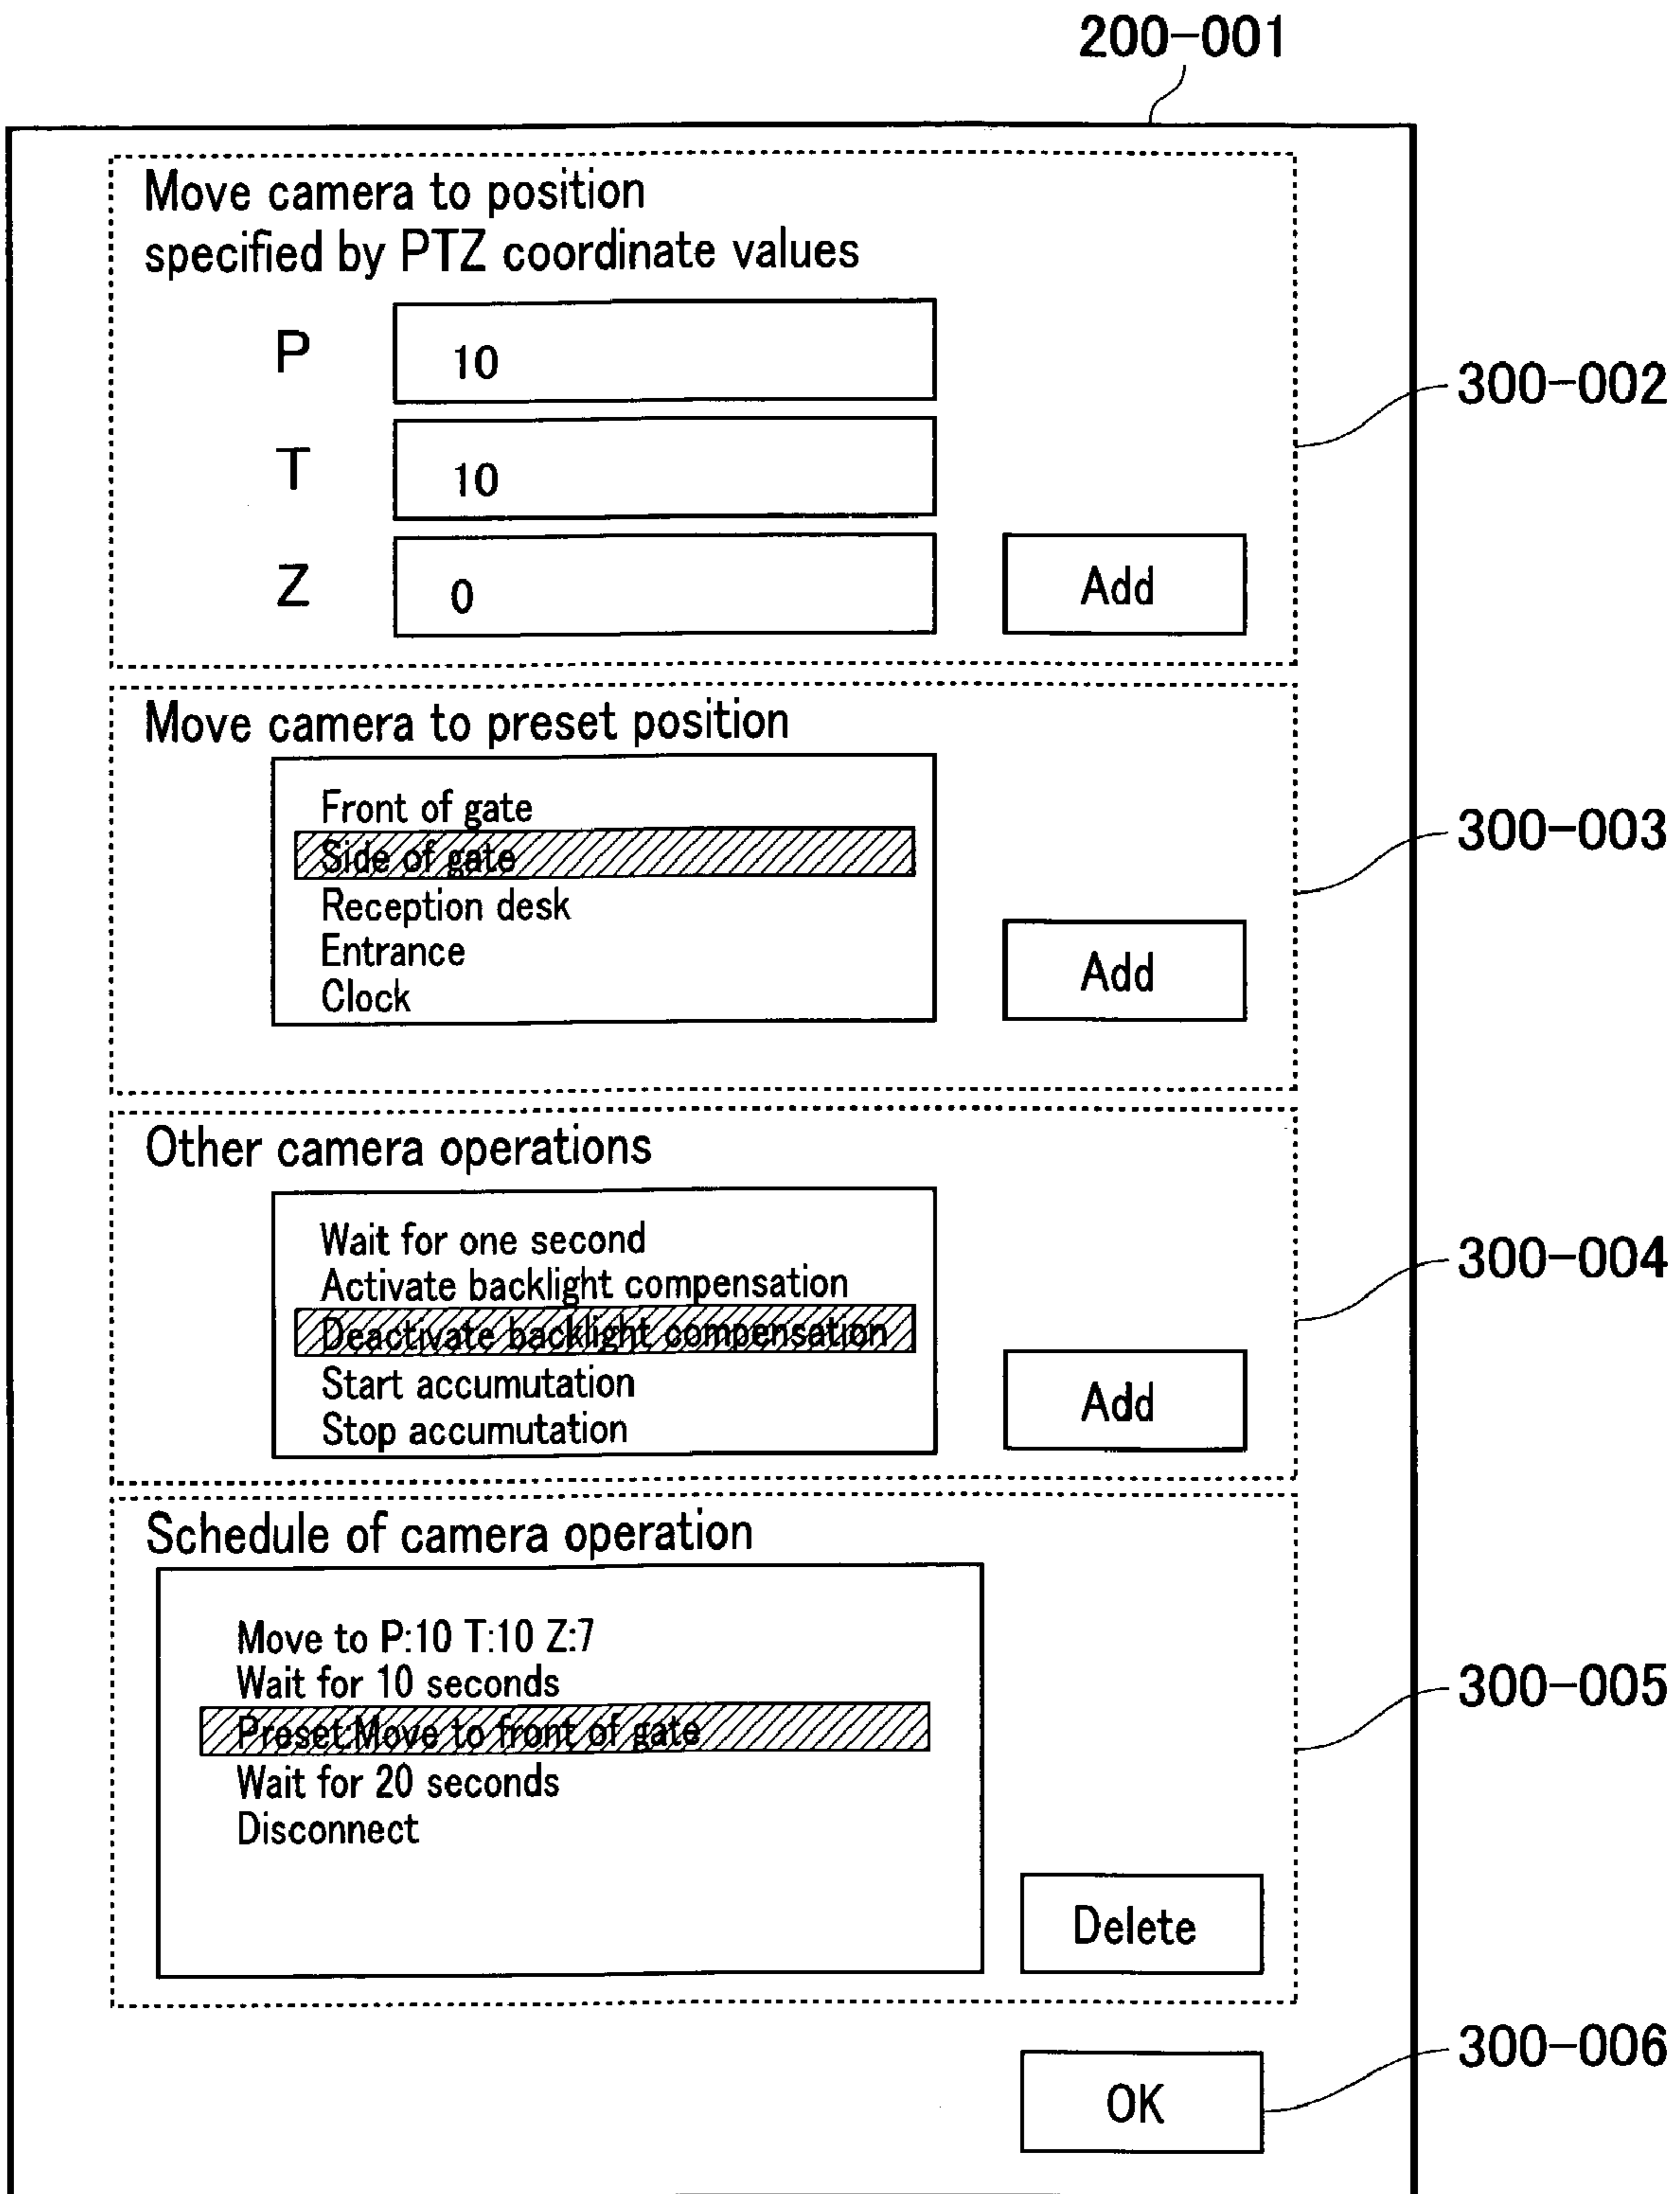 200-001
Move camera to position
specified by PTZ coordinate values
P 10
300-002
T 10
Z 0 Add
Move camera to preset position
Front of gate
300-003
Side of gate
Reception desk
Entrance
Add
Clock
Other camera operations
Wait for one second
300-004
Activate backlight compensation
Deactivate backlight compensation
Start accumutation
Add
Stop accumutation
Schedule of camera operation
Move to P:10 T:10 Z:7
Wait for 10 seconds
300-005
Preset:Move to front of gate
Wait for 20 seconds
Disconnect
Delete
300-006
OK